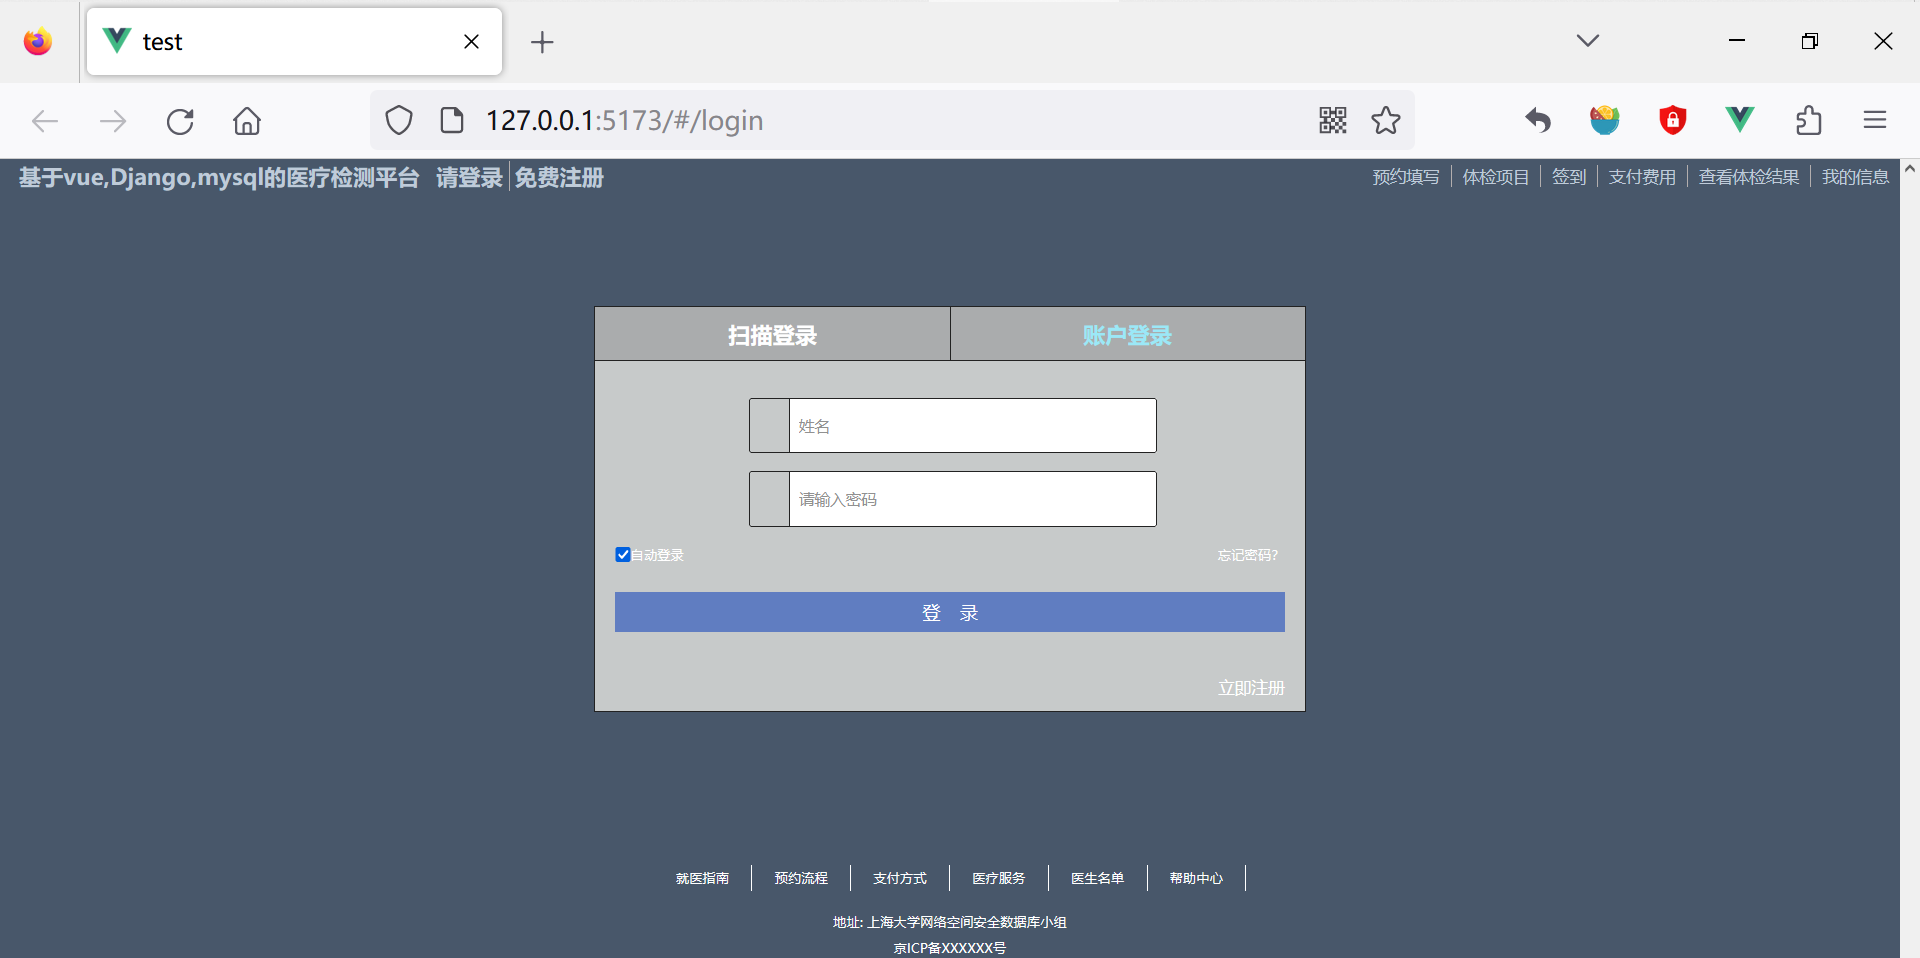 test
127.0.0.1:5173/#/login
基于vue,Django,mysql的医疗检测平台 请登录 免费注册
预约填写 体检项目 签到 支付费用 查看体检结果 我的信息
扫描登录 账户登录
姓名
请输入密码
自动登录 忘记密码?
登 录
立即注册
就医指南 预约流程 支付方式 医疗服务 医生名单 帮助中心
地址: 上海大学网络空间安全数据库小组
京ICP备XXXXXX号